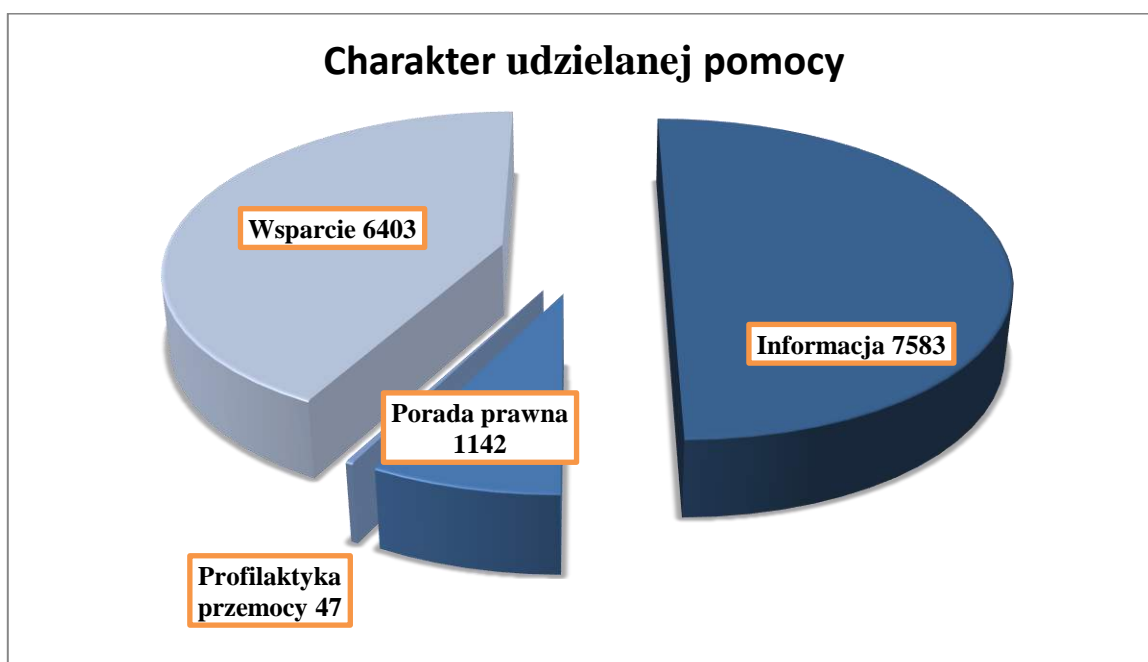 Charakter udzielanej pomocy
Wsparcie 6403
Informacja 7583
Porada prawna
1142
Profilaktyka
przemocy 47